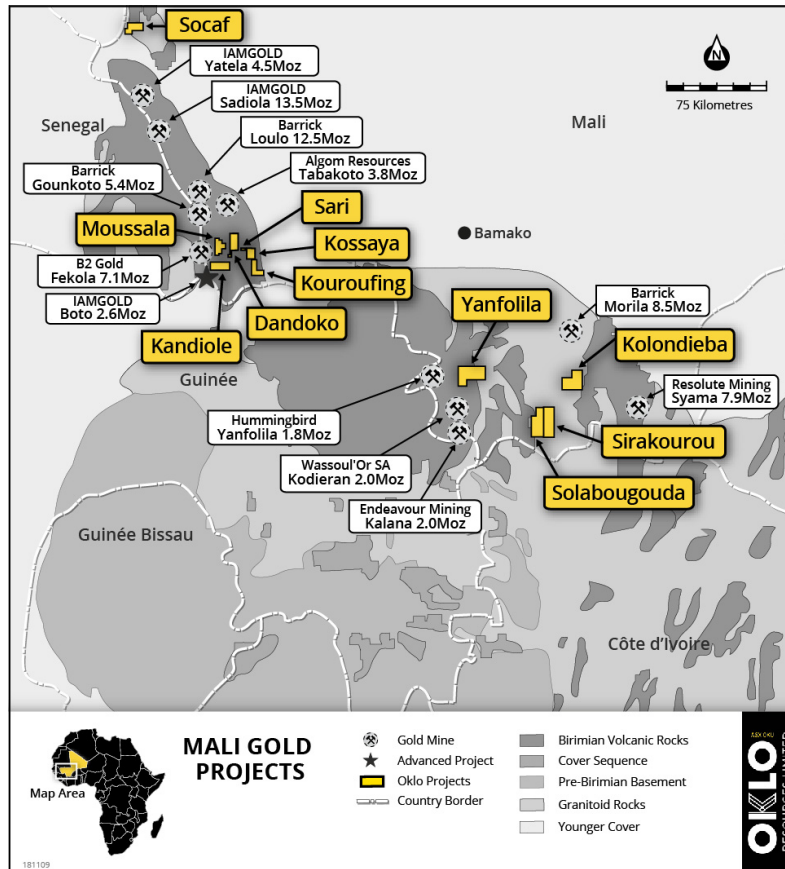 Socaf
IAMGOLD
Yatela 4.5Moz
N
IAMGOLD
Sadiola 13.5Moz
75 Kilometres
Senegal
Mali
Barrick
Loulo 12.5Moz
Algom Resources
Tabakoto 3.8Moz
Barrick
Gounkoto 5.4Moz
Sari
Moussala
Kossaya
Bamako
B2 Gold
Fekola 7.1Moz
Kouroufing
IAMGOLD
Boto 2.6Moz
Dandoko
Yanfolila
Barrick
Morila 8.5Moz
Kandiole
Kolondieba
Guinée
Resolute Mining
Syama 7.9Moz
Hummingbird
Yanfolila 1.8Moz
Sirakourou
Wassoul'Or SA
Kodieran 2.0Moz
Solabougouda
Endeavour Mining
Kalana 2.0Moz
Guinée Bissau
Côte d'Ivoire
Map Area
MALI GOLD
PROJECTS
Gold Mine
Advanced Project
Oklo Projects
Country Border
Birimian Volcanic Rocks
Cover Sequence
Pre-Birimian Basement
Granitoid Rocks
Younger Cover
ASX OKU
OKLO
RESOURCES LIMITED
181109